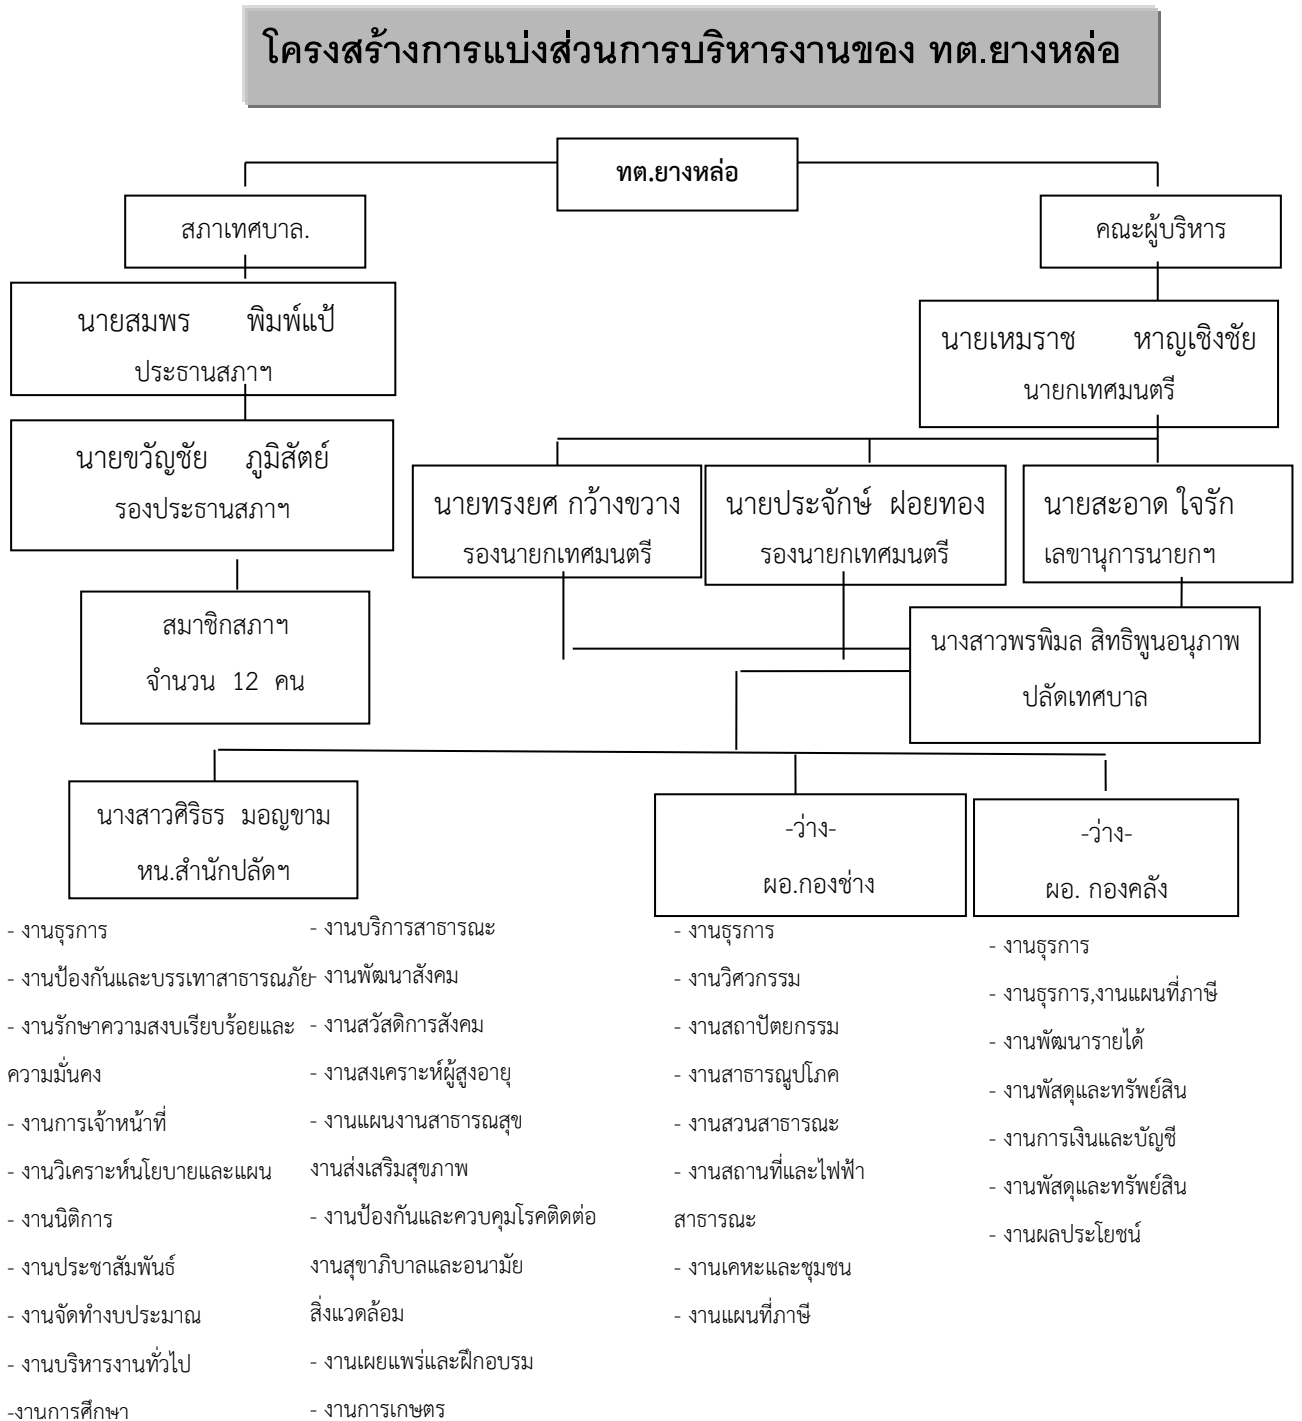 โครงสร้างการแบ่งส่วนการบริหารงานของ ทต.ยางหล่อ
ทต.ยางหล่อ
สภาเทศบาล.
คณะผู้บริหาร
นายสมพร พิมพ์แป้
ประธานสภาฯ
นายเหมราช หาญเชิงชัย
นายกเทศมนตรี
นายขวัญชัย ภูมิสัตย์
รองประธานสภาฯ
นายทรงยศ กว้างขวาง
รองนายกเทศมนตรี
นายประจักษ์ ฝอยทอง
รองนายกเทศมนตรี
นายสะอาด ใจรัก
เลขานุการนายกฯ
สมาชิกสภาฯ
จำนวน 12 คน
นางสาวพรพิมล สิทธิพูนอนุภาพ
ปลัดเทศบาล
นางสาวศิริธร มอญขาม
หน.สำนักปลัดฯ
-ว่าง-
ผอ.กองช่าง
-ว่าง-
ผอ. กองคลัง
- งานธุรการ
- งานป้องกันและบรรเทาสาธารณภัย
- งานรักษาความสงบเรียบร้อยและ
ความมั่นคง
- งานการเจ้าหน้าที่
- งานวิเคราะห์นโยบายและแผน
- งานนิติการ
- งานประชาสัมพันธ์
- งานจัดทำงบประมาณ
- งานบริหารงานทั่วไป
-งานการศึกษา
- งานบริการสาธารณะ
- งานพัฒนาสังคม
- งานสวัสดิการสังคม
- งานสงเคราะห์ผู้สูงอายุ
- งานแผนงานสาธารณสุข
งานส่งเสริมสุขภาพ
- งานป้องกันและควบคุมโรคติดต่อ
งานสุขาภิบาลและอนามัย
สิ่งแวดล้อม
- งานเผยแพร่และฝึกอบรม
- งานการเกษตร
- งานธุรการ
- งานวิศวกรรม
- งานสถาปัตยกรรม
- งานสาธารณูปโภค
- งานสวนสาธารณะ
- งานสถานที่และไฟฟ้า
สาธารณะ
- งานเคหะและชุมชน
- งานแผนที่ภาษี
- งานธุรการ
- งานธุรการ,งานแผนที่ภาษี
- งานพัฒนารายได้
- งานพัสดุและทรัพย์สิน
- งานการเงินและบัญชี
- งานพัสดุและทรัพย์สิน
- งานผลประโยชน์